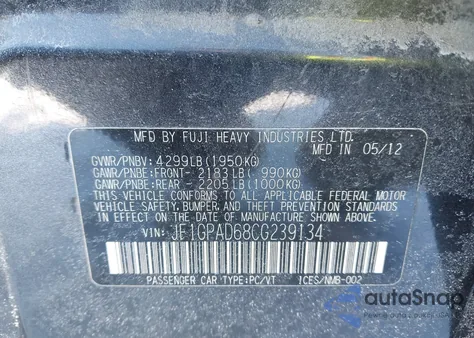 MFD BY FUJI HEAVY INDUSTRIES LTD.
MFD IN 05/12
GVWR/PNBV: 4299LB(1950KG)
GAWR/PNBE:FRONT- 2183LB( 990KG)
GAWR/PNBE:REAR - 2205LB(1000KG)
THIS VEHICLE CONFORMS TO ALL APPLICABLE FEDERAL MOTOR
VEHICLE SAFETY, BUMPER, AND THEFT PREVENTION STANDARDS
IN EFFECT ON THE DATE OF MANUFACTURE SHOWN ABOVE.
VIN: JF1GPAD68CG239134
PASSENGER CAR TYPE:PC/VT 1CES/NMB-002
autoSnap